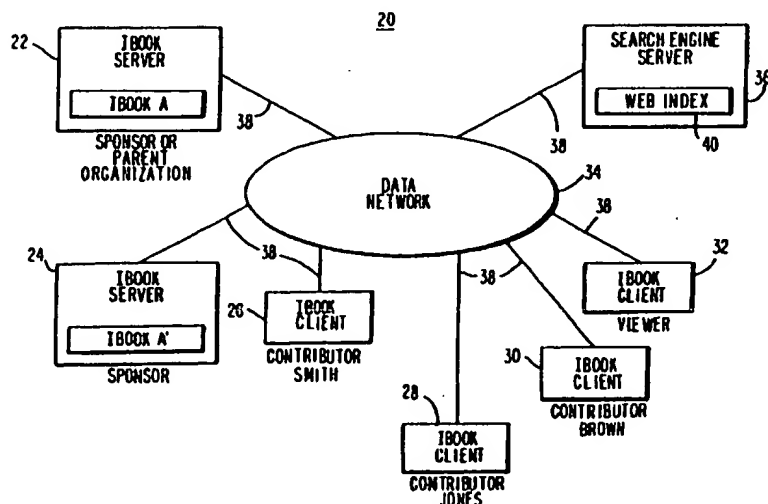 20
22
IBOOK
SERVER
IBOOK A
SPONSOR OR
PARENT
ORGANIZATION
38
SEARCH ENGINE
SERVER
WEB INDEX
36
40
38
DATA
NETWORK
34
38
24
IBOOK
SERVER
IBOOK A'
SPONSOR
38
26
IBOOK
CLIENT
CONTRIBUTOR
SMITH
38
32
IBOOK
CLIENT
VIEWER
30
IBOOK
CLIENT
CONTRIBUTOR
BROWN
28
IBOOK
CLIENT
CONTRIBUTOR
JONES